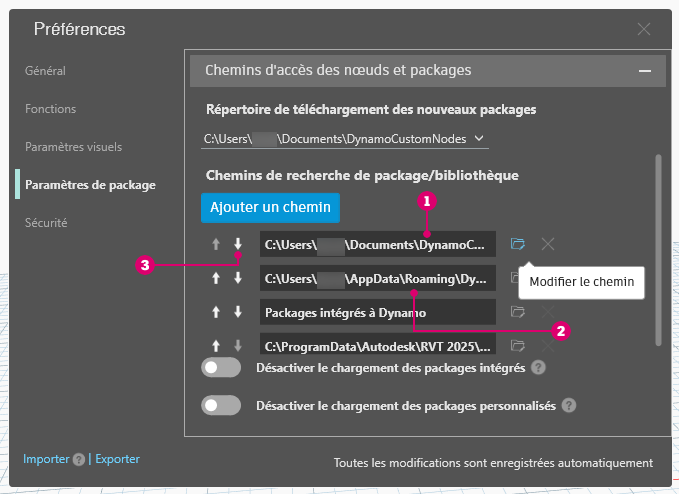 Préférences
Général
Fonctions
Paramètres visuels
Paramètres de package
Sécurité
Chemins d'accès des nœuds et packages
Répertoire de téléchargement des nouveaux packages
C:\Users\ \Documents\DynamoCustomNodes
Chemins de recherche de package/bibliothèque
Ajouter un chemin
1
C:\Users\ \Documents\DynamoC...
3
C:\Users\ \AppData\Roaming\Dy...
Modifier le chemin
Packages intégrés à Dynamo
2
C:\ProgramData\Autodesk\RVT 2025\...
Désactiver le chargement des packages intégrés ?
Désactiver le chargement des packages personnalisés ?
Importer ? | Exporter
Toutes les modifications sont enregistrées automatiquement